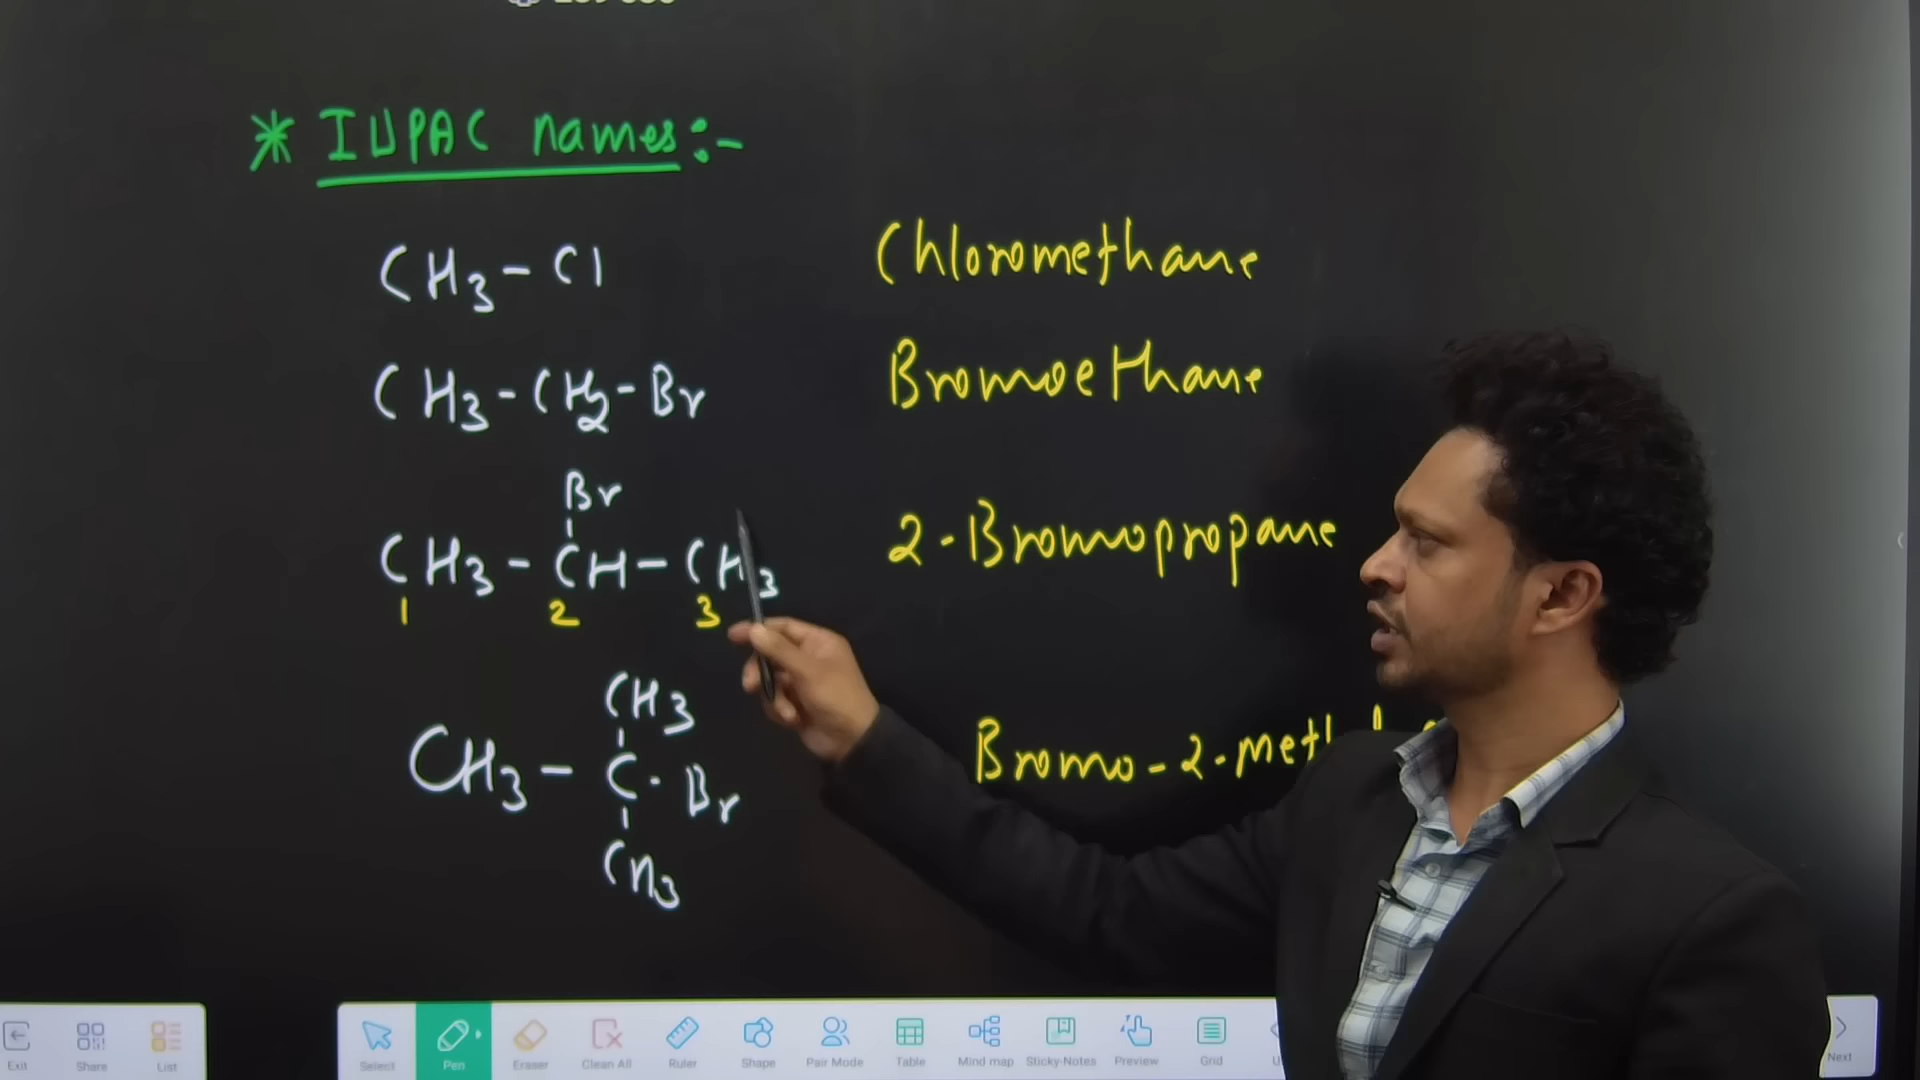 * IUPAC names:-
CH3-Cl Chloromethane
CH3-CH2-Br Bromoethane
Br
CH3-CH-CH3 2-Bromopropane
1 2 3
CH3
CH3-C-Br Bromo-2-meth
CH3
Exit Share List Select Pen Eraser Clean All Ruler Shape Pair Mode Table Mind map Sticky-Notes Preview Grid Next